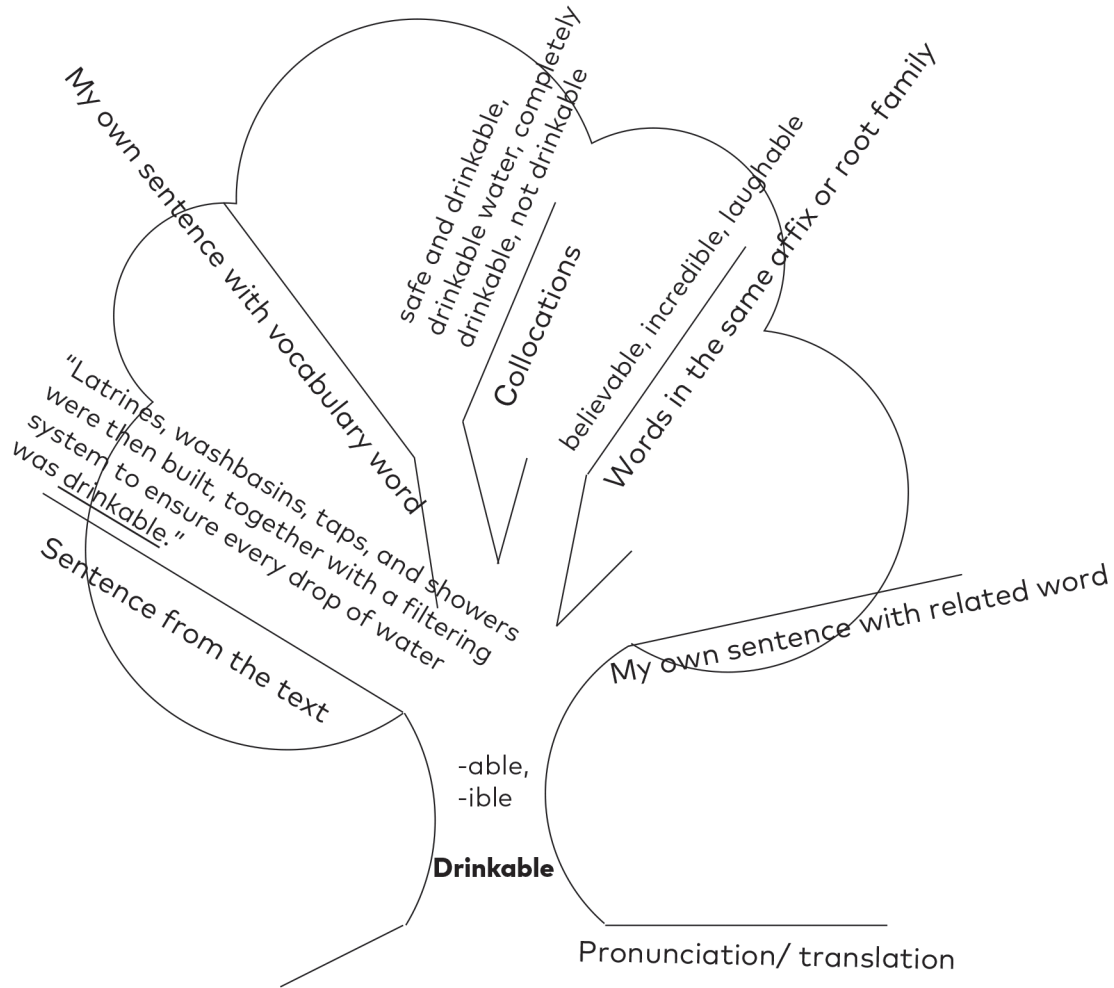 My own sentence with vocabulary word
safe and drinkable,
drinkable water, completely
drinkable, not drinkable
Collocations
believable, incredible, laughable
Words in the same affix or root family
"Latrines, washbasins, taps, and showers
were then built, together with a filtering
system to ensure every drop of water
was drinkable."
Sentence from the text
My own sentence with related word
-able,
-ible
Drinkable
Pronunciation/ translation